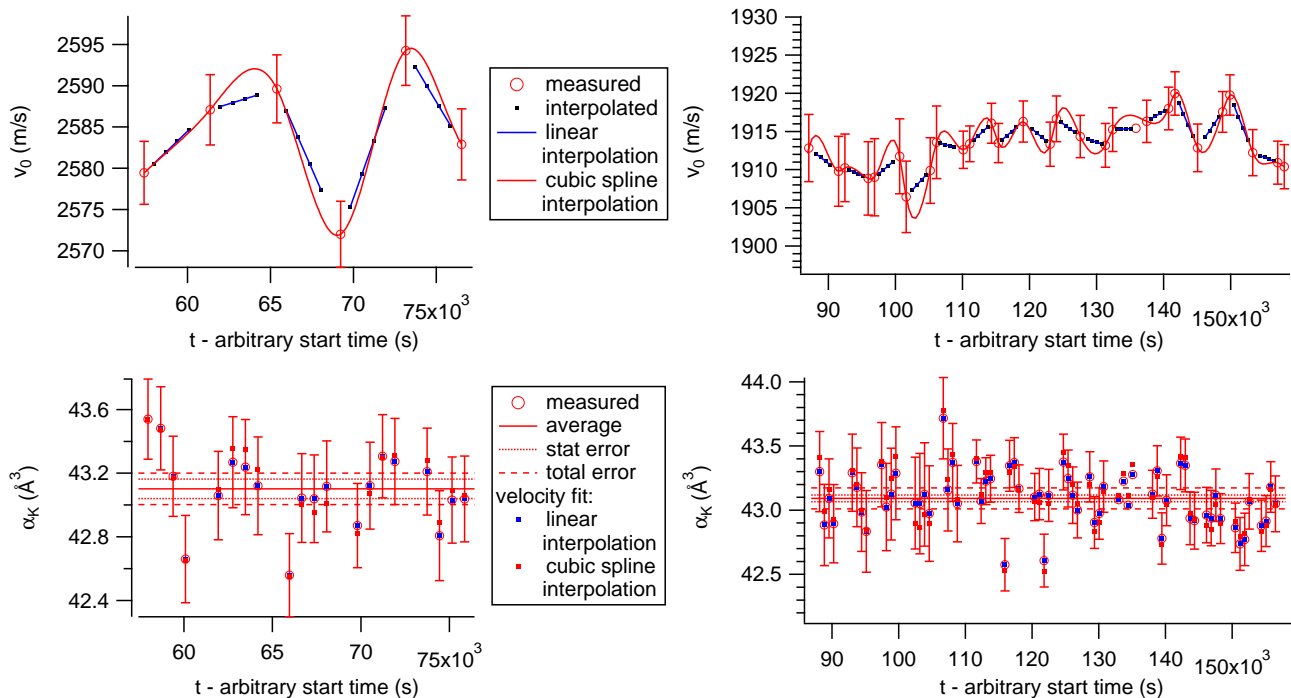 2595
2590
2585
2580
2575
2570
v0 (m/s)
60
65
70
75x10³
t - arbitrary start time (s)
measured
interpolated
linear
interpolation
cubic spline
interpolation
1930
1925
1920
1915
1910
1905
1900
v0 (m/s)
90
100
110
120
130
140
150x10³
t - arbitrary start time (s)
43.6
43.2
42.8
42.4
αK (Å³)
60
65
70
75x10³
t - arbitrary start time (s)
measured
average
stat error
total error
velocity fit:
linear
interpolation
cubic spline
interpolation
44.0
43.5
43.0
42.5
αK (Å³)
90
100
110
120
130
140
150x10³
t - arbitrary start time (s)